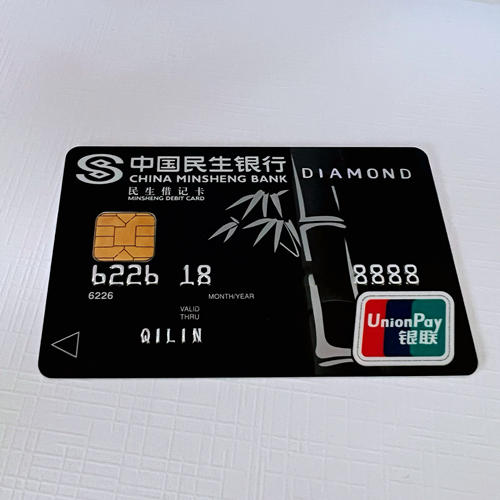 中国民生银行
CHINA MINSHENG BANK
DIAMOND
民生借记卡
MINSHENG DEBIT CARD
6226 18 8888
6226
MONTH/YEAR
VALID
THRU
QILIN
UnionPay
银联